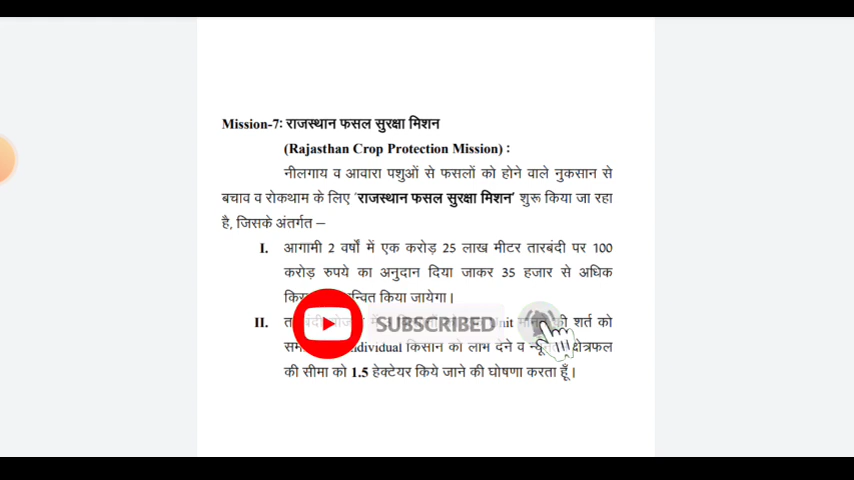 Mission-7: राजस्थान फसल सुरक्षा मिशन
(Rajasthan Crop Protection Mission) :
नीलगाय व आवारा पशुओं से फसलों को होने वाले नुकसान से
बचाव व रोकथाम के लिए ‘राजस्थान फसल सुरक्षा मिशन’ शुरू किया जा रहा
है, जिसके अंतर्गत –
I. आगामी 2 वर्षों में एक करोड़ 25 लाख मीटर तारबंदी पर 100
करोड़ रुपये का अनुदान दिया जाकर 35 हजार से अधिक
किया जायेगा।
II. की शर्त को
SUBSCRIBED
किसान को लाभ देने व क्षेत्रफल
की सीमा को 1.5 हेक्टेयर किये जाने की घोषणा करता हूँ।